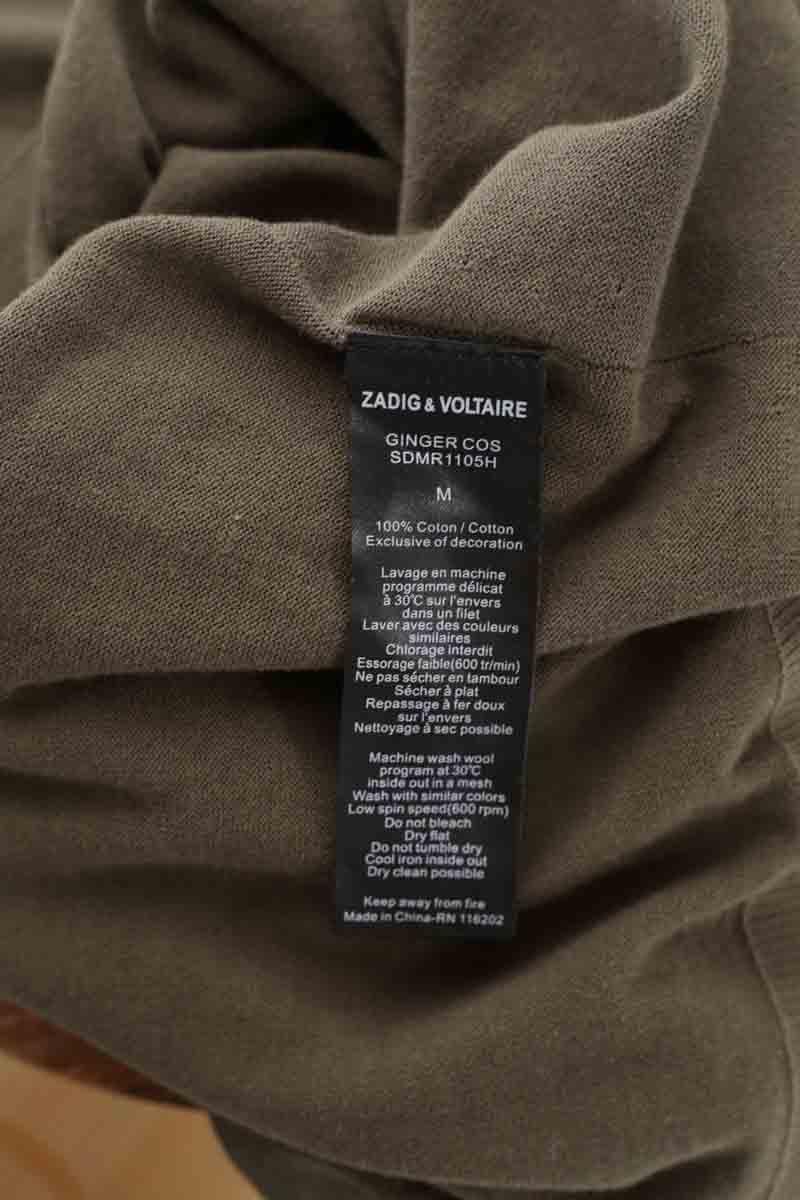 ZADIG & VOLTAIRE
GINGER COS
SDMR1105H
M
100% Coton / Cotton
Exclusive of decoration
Lavage en machine
programme délicat
à 30℃ sur l'envers
dans un filet
Laver avec des couleurs
similaires
Chlorage interdit
Essorage faible(600 tr/min)
Ne pas sécher en tambour
Sécher à plat
Repassage à fer doux
sur l'envers
Nettoyage à sec possible
Machine wash wool
program at 30℃
inside out in a mesh
Wash with similar colors
Low spin speed(600 rpm)
Do not bleach
Dry flat
Do not tumble dry
Cool iron inside out
Dry clean possible
Keep away from fire
Made in China-RN 116202